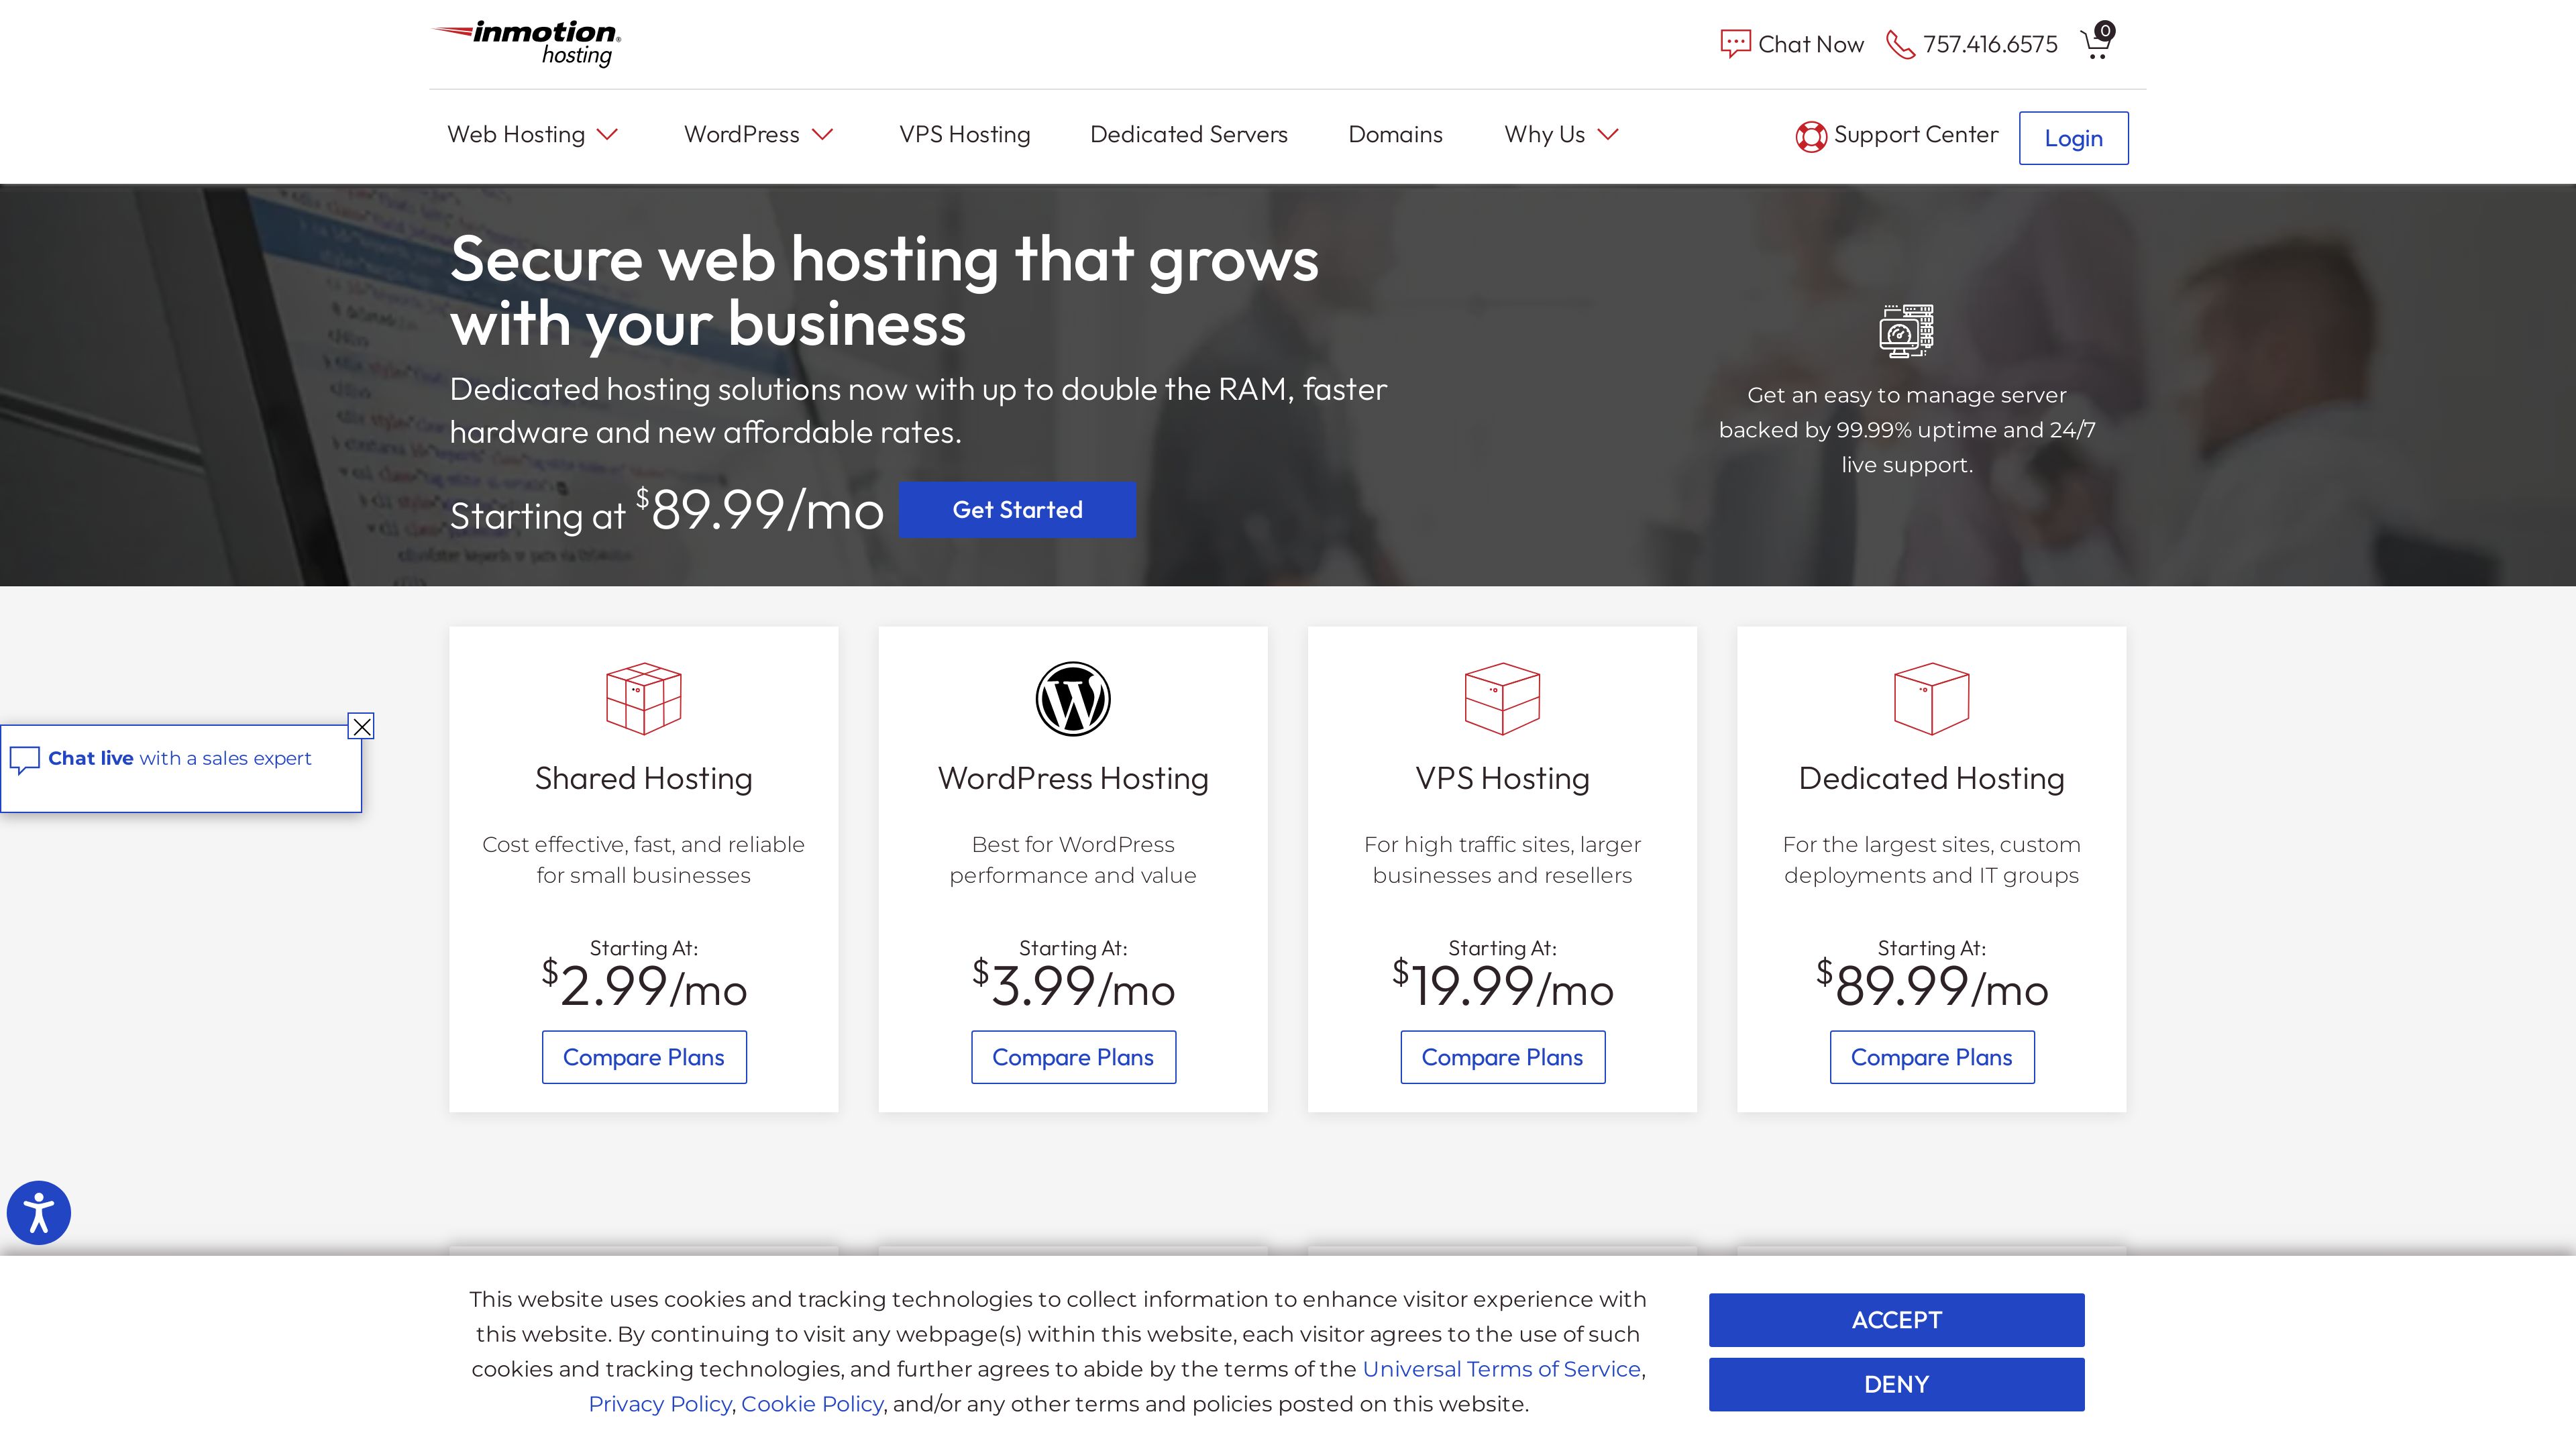 inmotion
hosting
Chat Now
757.416.6575
0
Web Hosting
WordPress
VPS Hosting
Dedicated Servers
Domains
Why Us
Support Center
Login
Secure web hosting that grows
with your business
Dedicated hosting solutions now with up to double the RAM, faster
hardware and new affordable rates.
Starting at $89.99/mo
Get Started
Get an easy to manage server
backed by 99.99% uptime and 24/7
live support.
Chat live with a sales expert
Shared Hosting
Cost effective, fast, and reliable
for small businesses
Starting At:
$2.99/mo
Compare Plans
WordPress Hosting
Best for WordPress
performance and value
Starting At:
$3.99/mo
Compare Plans
VPS Hosting
For high traffic sites, larger
businesses and resellers
Starting At:
$19.99/mo
Compare Plans
Dedicated Hosting
For the largest sites, custom
deployments and IT groups
Starting At:
$89.99/mo
Compare Plans
This website uses cookies and tracking technologies to collect information to enhance visitor experience with
this website. By continuing to visit any webpage(s) within this website, each visitor agrees to the use of such
cookies and tracking technologies, and further agrees to abide by the terms of the Universal Terms of Service,
Privacy Policy, Cookie Policy, and/or any other terms and policies posted on this website.
ACCEPT
DENY